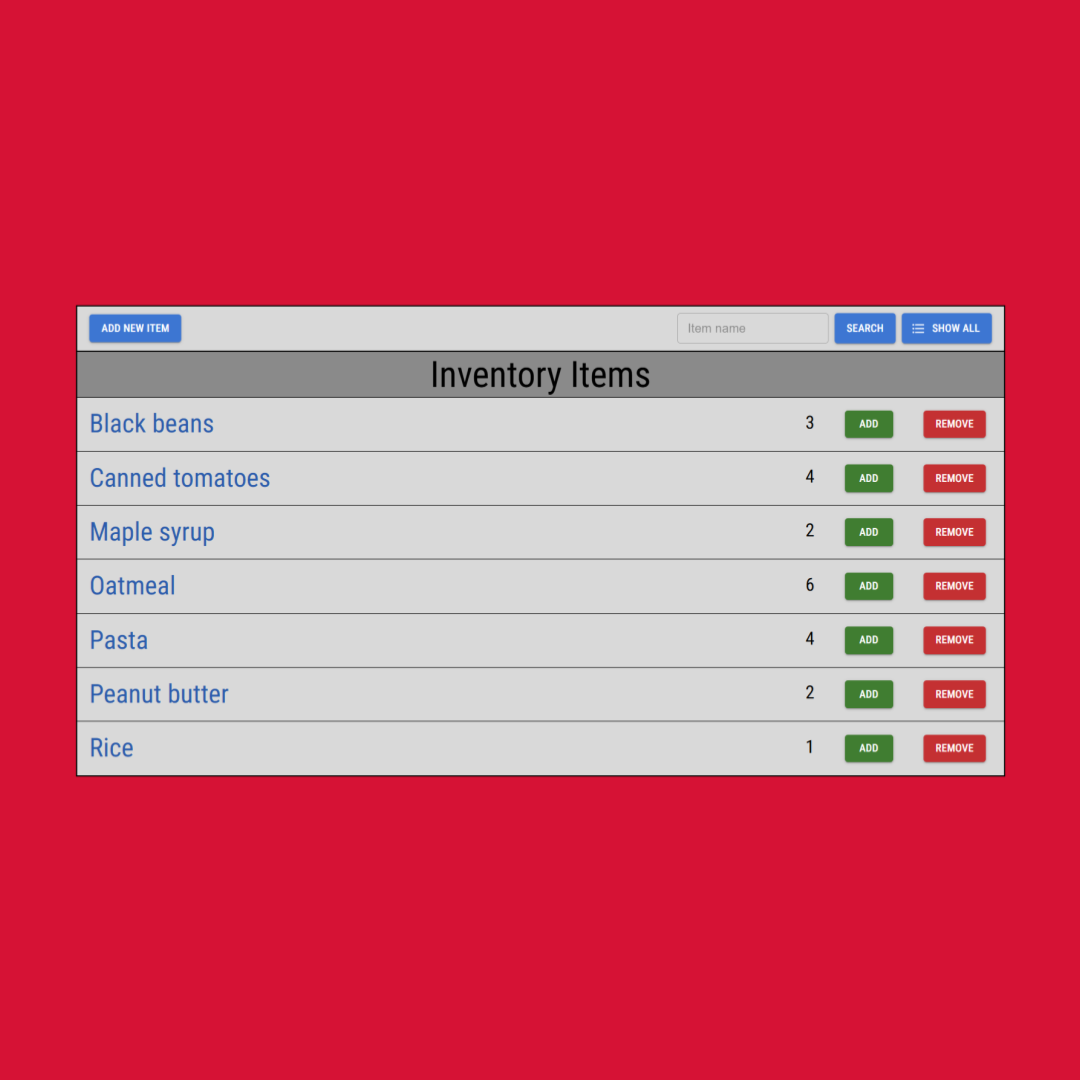 ADD NEW ITEM Item name SEARCH SHOW ALL
Inventory Items
Black beans 3 ADD REMOVE
Canned tomatoes 4 ADD REMOVE
Maple syrup 2 ADD REMOVE
Oatmeal 6 ADD REMOVE
Pasta 4 ADD REMOVE
Peanut butter 2 ADD REMOVE
Rice 1 ADD REMOVE